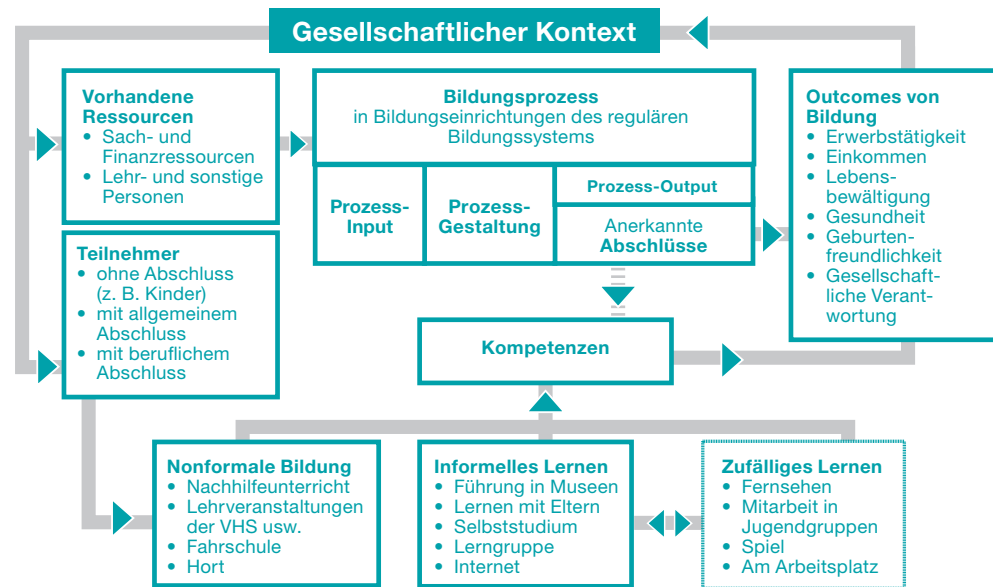 Gesellschaftlicher Kontext
Vorhandene
Ressourcen
• Sach- und
Finanzressourcen
• Lehr- und sonstige
Personen
Bildungsprozess
in Bildungseinrichtungen des regulären
Bildungssystems
Prozess-
Input
Prozess-
Gestaltung
Prozess-Output
Anerkannte
Abschlüsse
Outcomes von
Bildung
• Erwerbstätigkeit
• Einkommen
• Lebens-
bewältigung
• Gesundheit
• Geburten-
freundlichkeit
• Gesellschaft-
liche Verant-
wortung
Teilnehmer
• ohne Abschluss
(z. B. Kinder)
• mit allgemeinem
Abschluss
• mit beruflichem
Abschluss
Kompetenzen
Nonformale Bildung
• Nachhilfeunterricht
• Lehrveranstaltungen
der VHS usw.
• Fahrschule
• Hort
Informelles Lernen
• Führung in Museen
• Lernen mit Eltern
• Selbststudium
• Lerngruppe
• Internet
Zufälliges Lernen
• Fernsehen
• Mitarbeit in
Jugendgruppen
• Spiel
• Am Arbeitsplatz